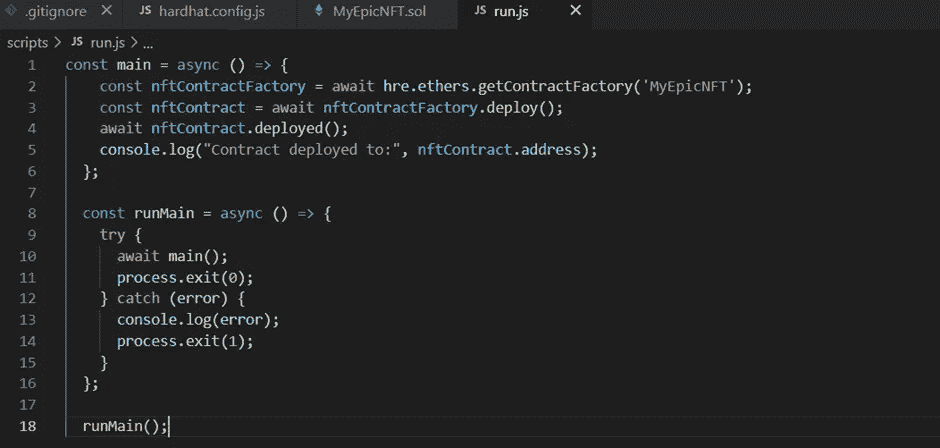 .gitignore JS hardhat.config.js MyEpicNFT.sol JS run.js
scripts > JS run.js > ...
1 const main = async () => {
2 const nftContractFactory = await hre.ethers.getContractFactory('MyEpicNFT');
3 const nftContract = await nftContractFactory.deploy();
4 await nftContract.deployed();
5 console.log("Contract deployed to:", nftContract.address);
6 };
7
8 const runMain = async () => {
9 try {
10 await main();
11 process.exit(0);
12 } catch (error) {
13 console.log(error);
14 process.exit(1);
15 }
16 };
17
18 runMain();